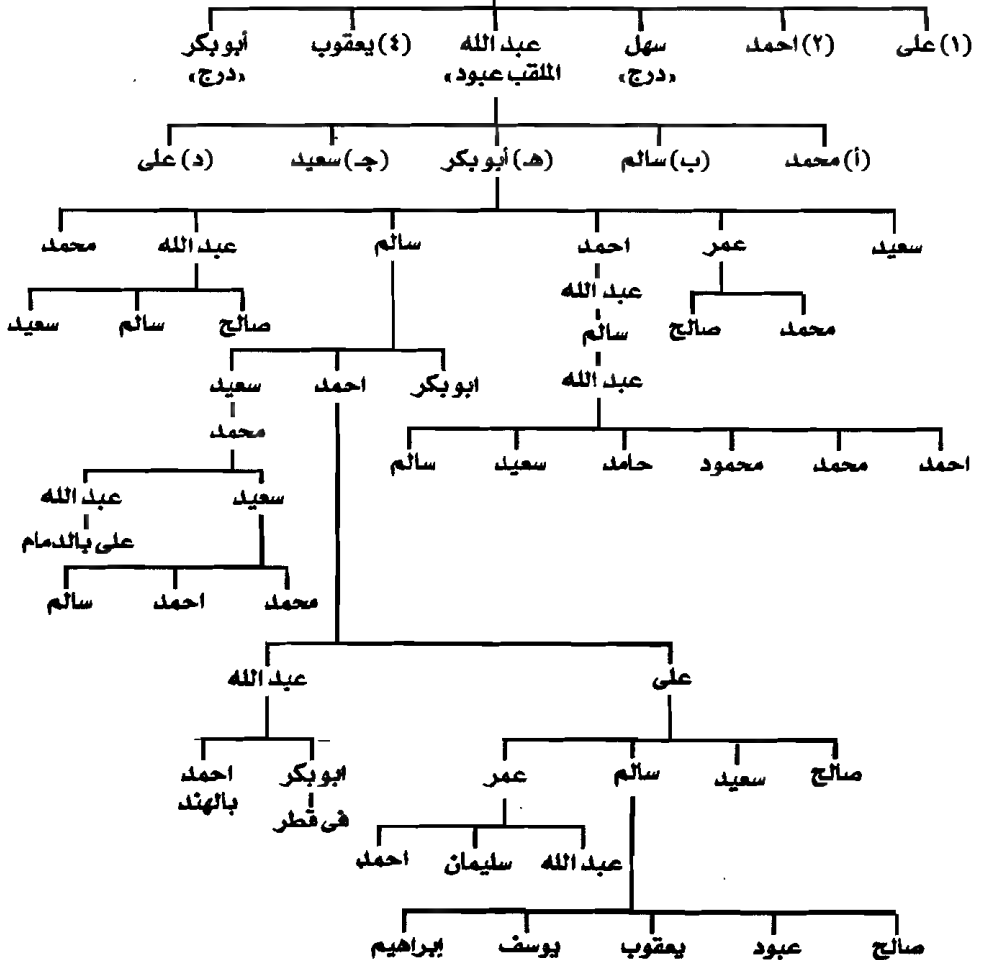 (١) على (٢) احمد سهل عبد الله (٤) يعقوب أبو بكر
«درج» الملقب عبود، «درج»
(أ) محمد (ب) سالم (هـ) أبو بكر (جـ) سعيد (د) على
سعيد عمر احمد سالم عبد الله محمد
عبد الله
محمد صالح سالم صالح سالم سعيد
عبد الله ابو بكر احمد سعيد
محمد
احمد محمد محمود حامد سعيد سالم
سعيد عبد الله
على بالدمام
محمد احمد سالم
على عبد الله
صالح سعيد سالم عمر ابو بكر احمد
فى قطر بالهند
عبد الله سليمان احمد
صالح عبود يعقوب يوسف إبراهيم